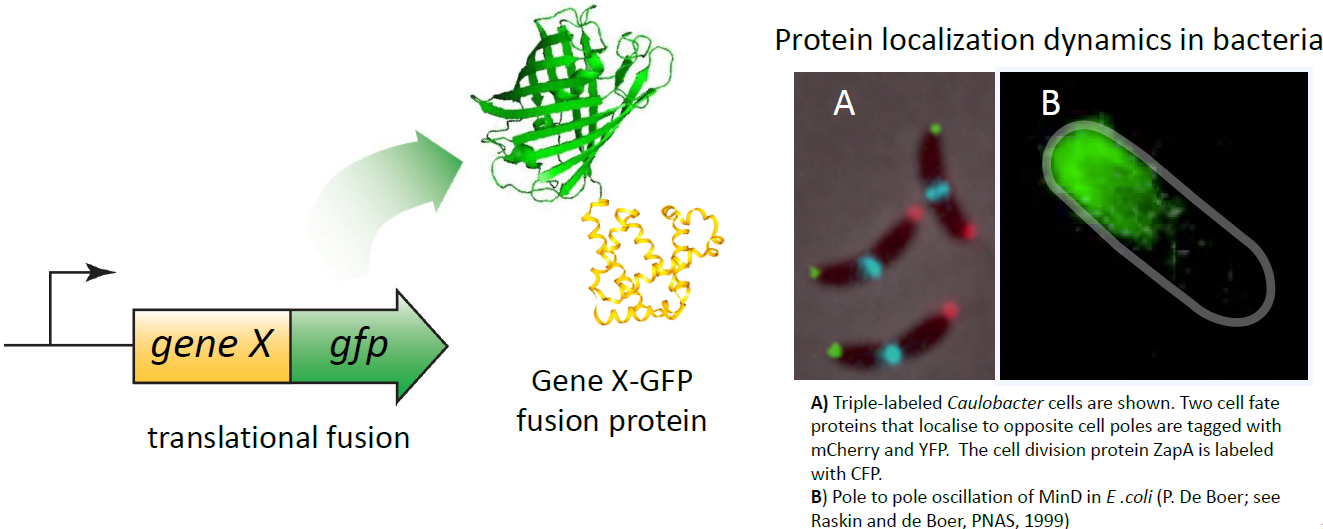 gene X
gfp
translational fusion
Gene X-GFP
fusion protein
Protein localization dynamics in bacteria
A
B
A) Triple-labeled Caulobacter cells are shown. Two cell fate
proteins that localise to opposite cell poles are tagged with
mCherry and YFP.  The cell division protein ZapA is labeled
with CFP.
B) Pole to pole oscillation of MinD in E .coli (P. De Boer; see
Raskin and de Boer, PNAS, 1999)